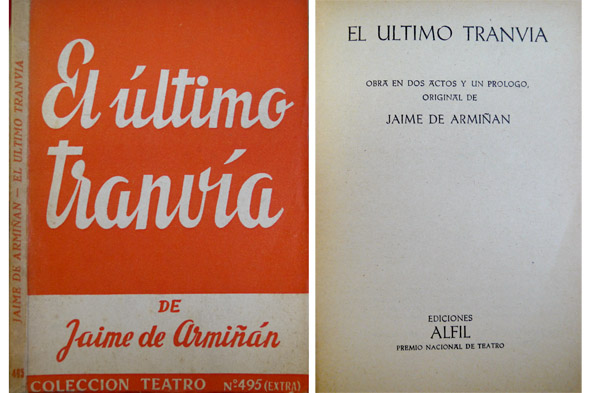 JAIME DE ARMIÑAN — EL ULTIMO TRANVIA
495
El último
tranvía
DE
Jaime de Armiñán
COLECCION TEATRO Nº 495 (EXTRA)
EL ULTIMO TRANVIA
OBRA EN DOS ACTOS Y UN PROLOGO,
ORIGINAL DE
JAIME DE ARMIÑAN
EDICIONES
ALFIL
PREMIO NACIONAL DE TEATRO